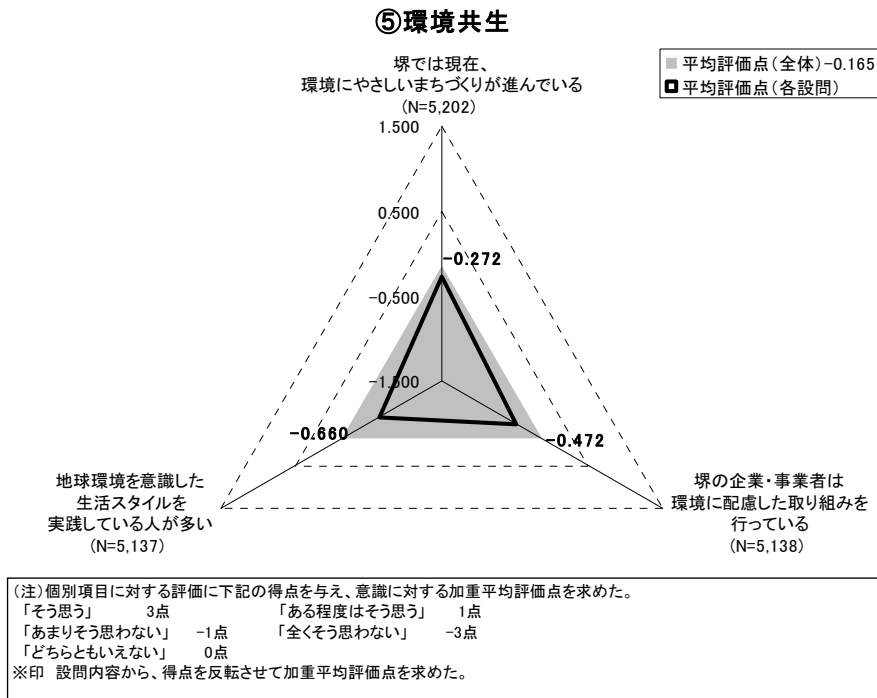 ⑤環境共生
堺では現在、
環境にやさしいまちづくりが進んでいる
(N=5,202)
平均評価点(全体)-0.165
平均評価点(各設問)
1.500
0.500
-0.272
-0.500
-1.500
-0.660
-0.472
地球環境を意識した
生活スタイルを
実践している人が多い
(N=5,137)
堺の企業・事業者は
環境に配慮した取り組みを
行っている
(N=5,138)
(注)個別項目に対する評価に下記の得点を与え、意識に対する加重平均評価点を求めた。
「そう思う」 3点 「ある程度はそう思う」 1点
「あまりそう思わない」 -1点 「全くそう思わない」 -3点
「どちらともいえない」 0点
※印 設問内容から、得点を反転させて加重平均評価点を求めた。